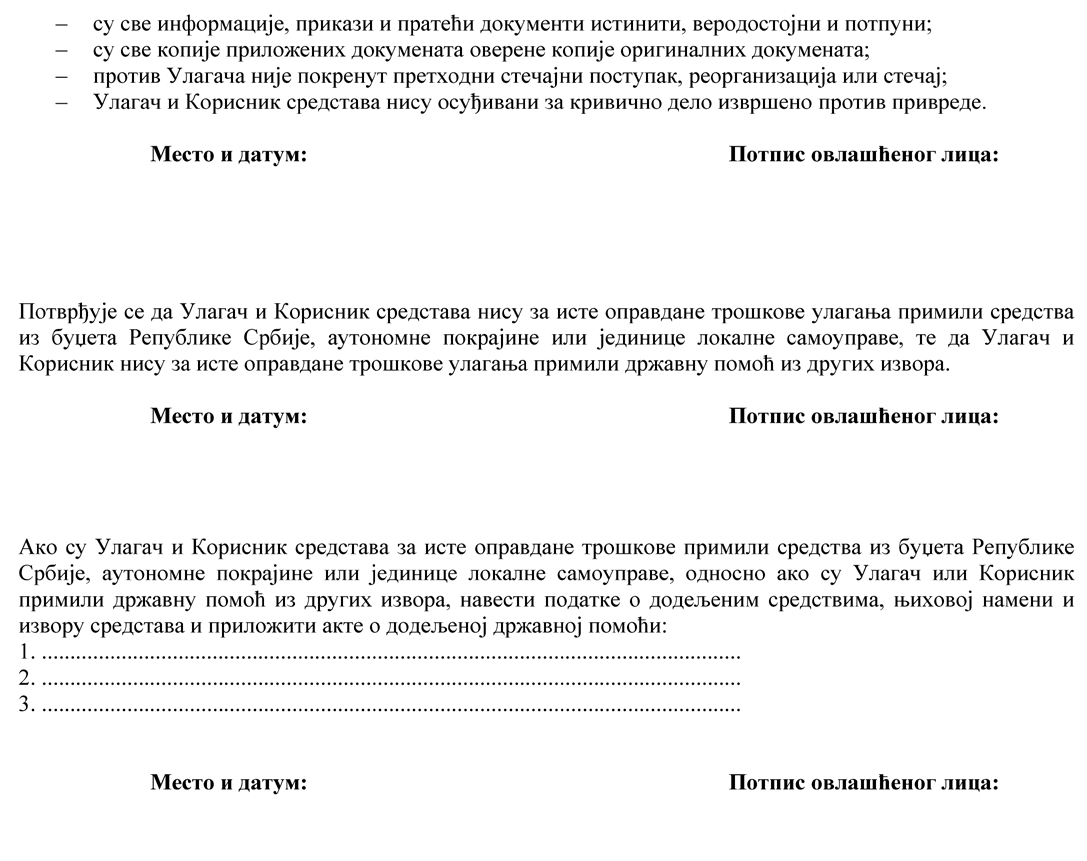 – су све информације, прикази и пратећи документи истинити, веродостојни и потпуни;
– су све копије приложених докумената оверене копије оригиналних докумената;
– против Улагача није покренут претходни стечајни поступак, реорганизација или стечај;
– Улагач и Корисник средстава нису осуђивани за кривично дело извршено против привреде.
Место и датум: Потпис овлашћеног лица:
Потврђује се да Улагач и Корисник средстава нису за исте оправдане трошкове улагања примили средства
из буџета Републике Србије, аутономне покрајине или јединице локалне самоуправе, те да Улагач и
Корисник нису за исте оправдане трошкове улагања примили државну помоћ из других извора.
Место и датум: Потпис овлашћеног лица:
Ако су Улагач и Корисник средстава за исте оправдане трошкове примили средства из буџета Републике
Србије, аутономне покрајине или јединице локалне самоуправе, односно ако су Улагач или Корисник
примили државну помоћ из других извора, навести податке о додељеним средствима, њиховој намени и
извору средстава и приложити акте о додељеној државној помоћи:
1. ............................................................................................................................
2. ............................................................................................................................
3. ............................................................................................................................
Место и датум: Потпис овлашћеног лица: